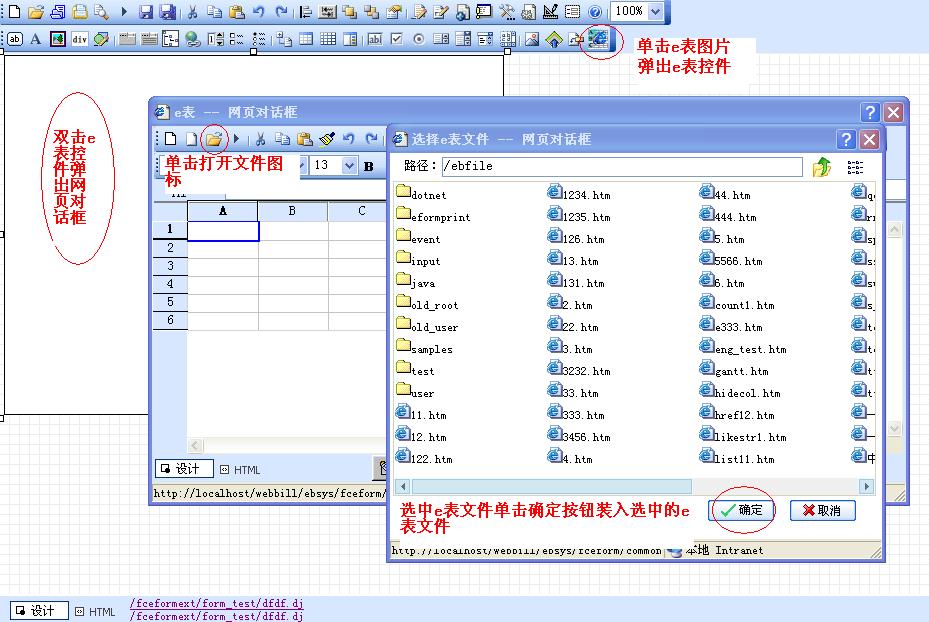 100%
ab A div
单击e表图片
弹出e表控件
双击e
表控
件弹
出网
页对
话框
e表 -- 网页对话框
单击打开文件图
标
13 B
A B C
1
2
3
4
5
6
设计 HTML
http://localhost/webbill/ebsys/fceform/
选择e表文件 -- 网页对话框
路径: /ebfile
dotnet 1234.htm 44.htm
eformprint 1235.htm 444.htm
event 126.htm 5.htm
input 13.htm 5566.htm
java 131.htm 6.htm
old_root 2.htm count1.htm
old_user 22.htm e333.htm
samples 3.htm eng_test.htm
test 3232.htm gantt.htm
user 33.htm hidecol.htm
11.htm 333.htm href12.htm
12.htm 3456.htm likestr1.htm
122.htm 4.htm list11.htm
选中e表文件单击确定按钮装入选中的e
表文件
确定 取消
http://localhost/webbill/ebsys/fceform/common 本地 Intranet
设计 HTML
/fceformext/form_test/dfdf.dj
/fceformext/form_test/dfdf.dj